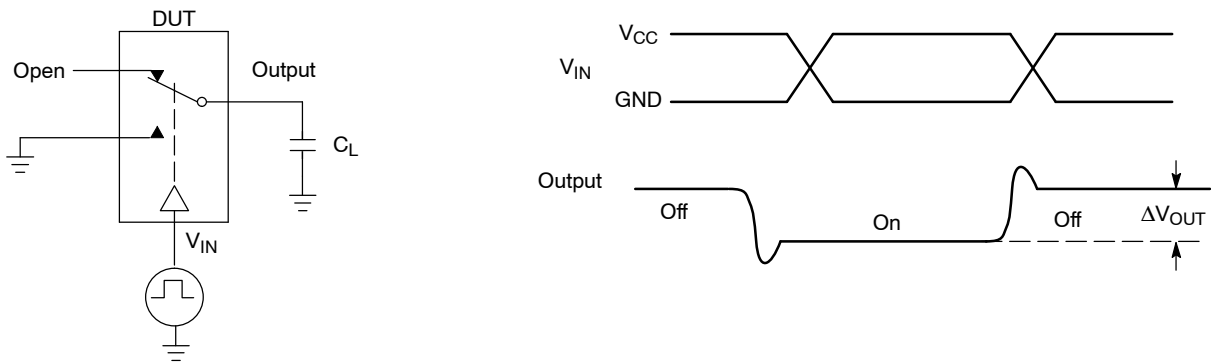 DUT
Open
Output
C_L
V_IN
V_CC
V_IN
GND
Output
Off
On
Off
ΔV_OUT